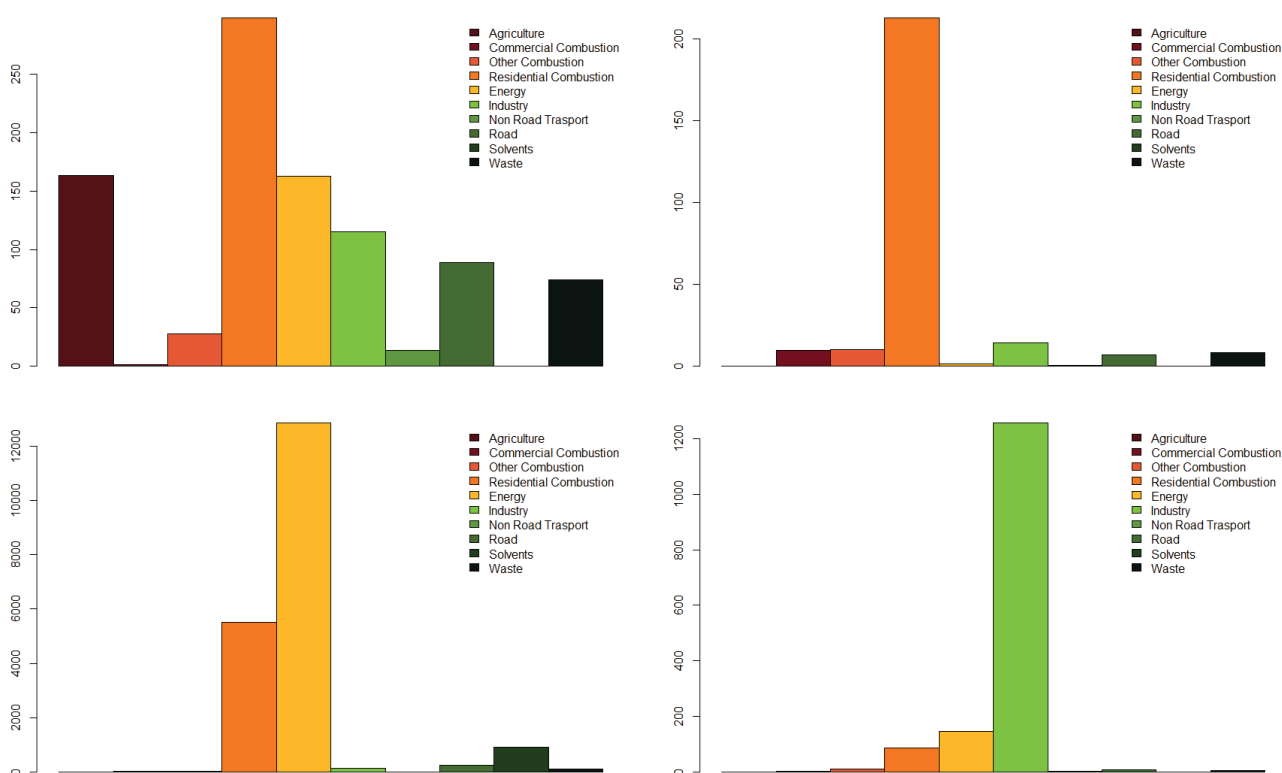 250
200
150
100
50
0
Agriculture
Commercial Combustion
Other Combustion
Residential Combustion
Energy
Industry
Non Road Trasport
Road
Solvents
Waste
200
150
100
50
0
Agriculture
Commercial Combustion
Other Combustion
Residential Combustion
Energy
Industry
Non Road Trasport
Road
Solvents
Waste
12000
10000
8000
6000
4000
2000
0
Agriculture
Commercial Combustion
Other Combustion
Residential Combustion
Energy
Industry
Non Road Trasport
Road
Solvents
Waste
1200
1000
800
600
400
200
0
Agriculture
Commercial Combustion
Other Combustion
Residential Combustion
Energy
Industry
Non Road Trasport
Road
Solvents
Waste